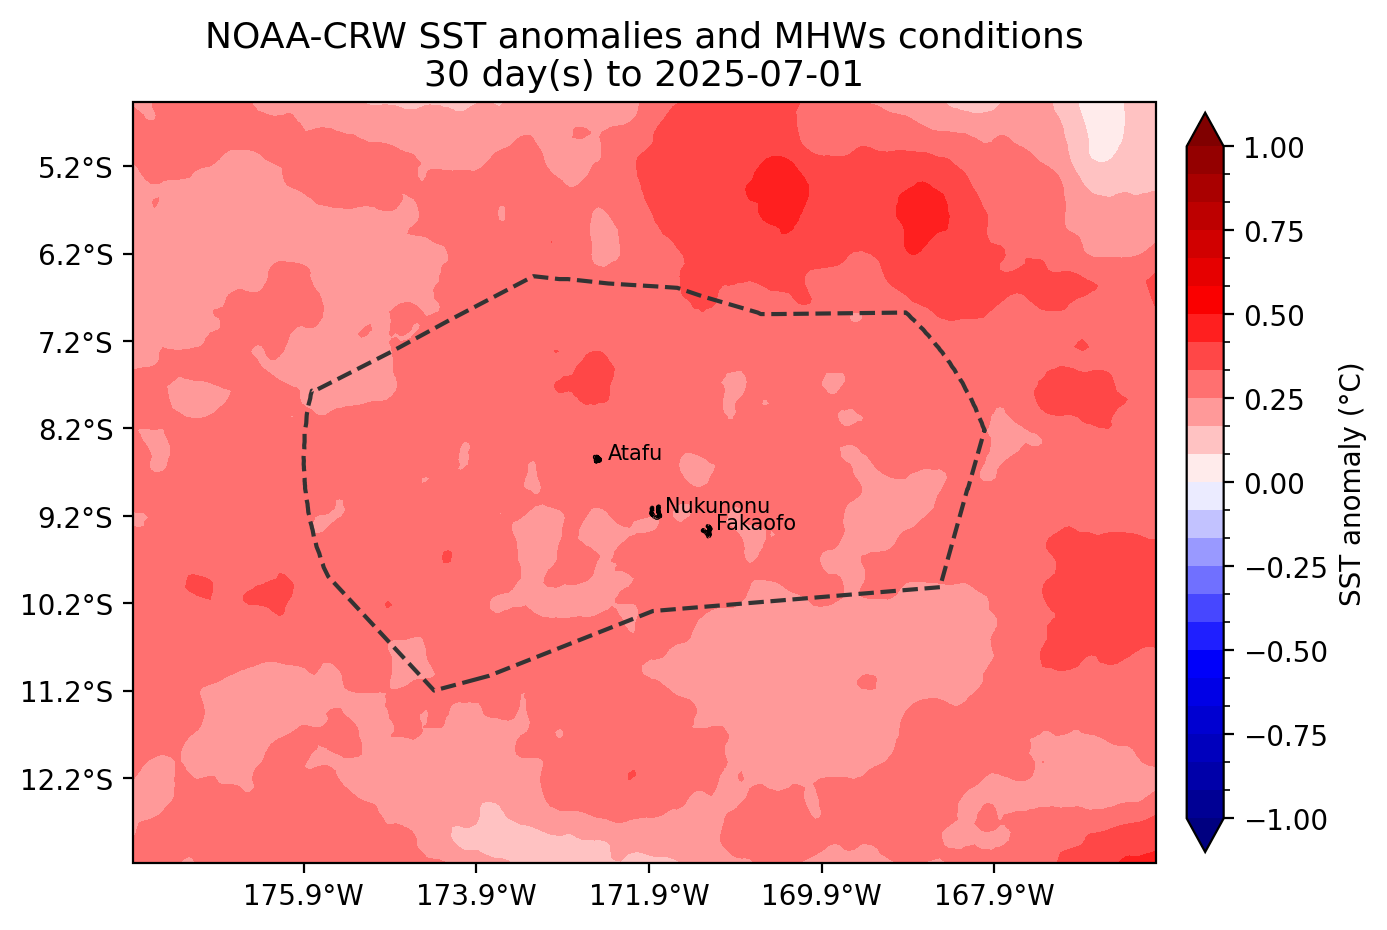 NOAA-CRW SST anomalies and MHWs conditions
30 day(s) to 2025-07-01
5.2°S
6.2°S
7.2°S
8.2°S
9.2°S
10.2°S
11.2°S
12.2°S
Atafu
Nukunonu
Fakaofo
175.9°W
173.9°W
171.9°W
169.9°W
167.9°W
1.00
0.75
0.50
0.25
0.00
−0.25
−0.50
−0.75
−1.00
SST anomaly (°C)